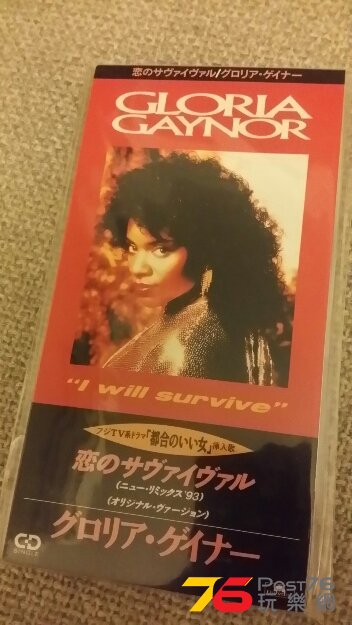 恋のサヴァイヴァル/グロリア・ゲイナー
GLORIA
GAYNOR
"I will survive"
フジTV系ドラマ「都合のいい女」挿入歌
恋のサヴァイヴァル
(ニュー・リミックス'93)
(オリジナル・ヴァージョン)
グロリア・ゲイナー
CD
SINGLE
76 Post76
玩樂網